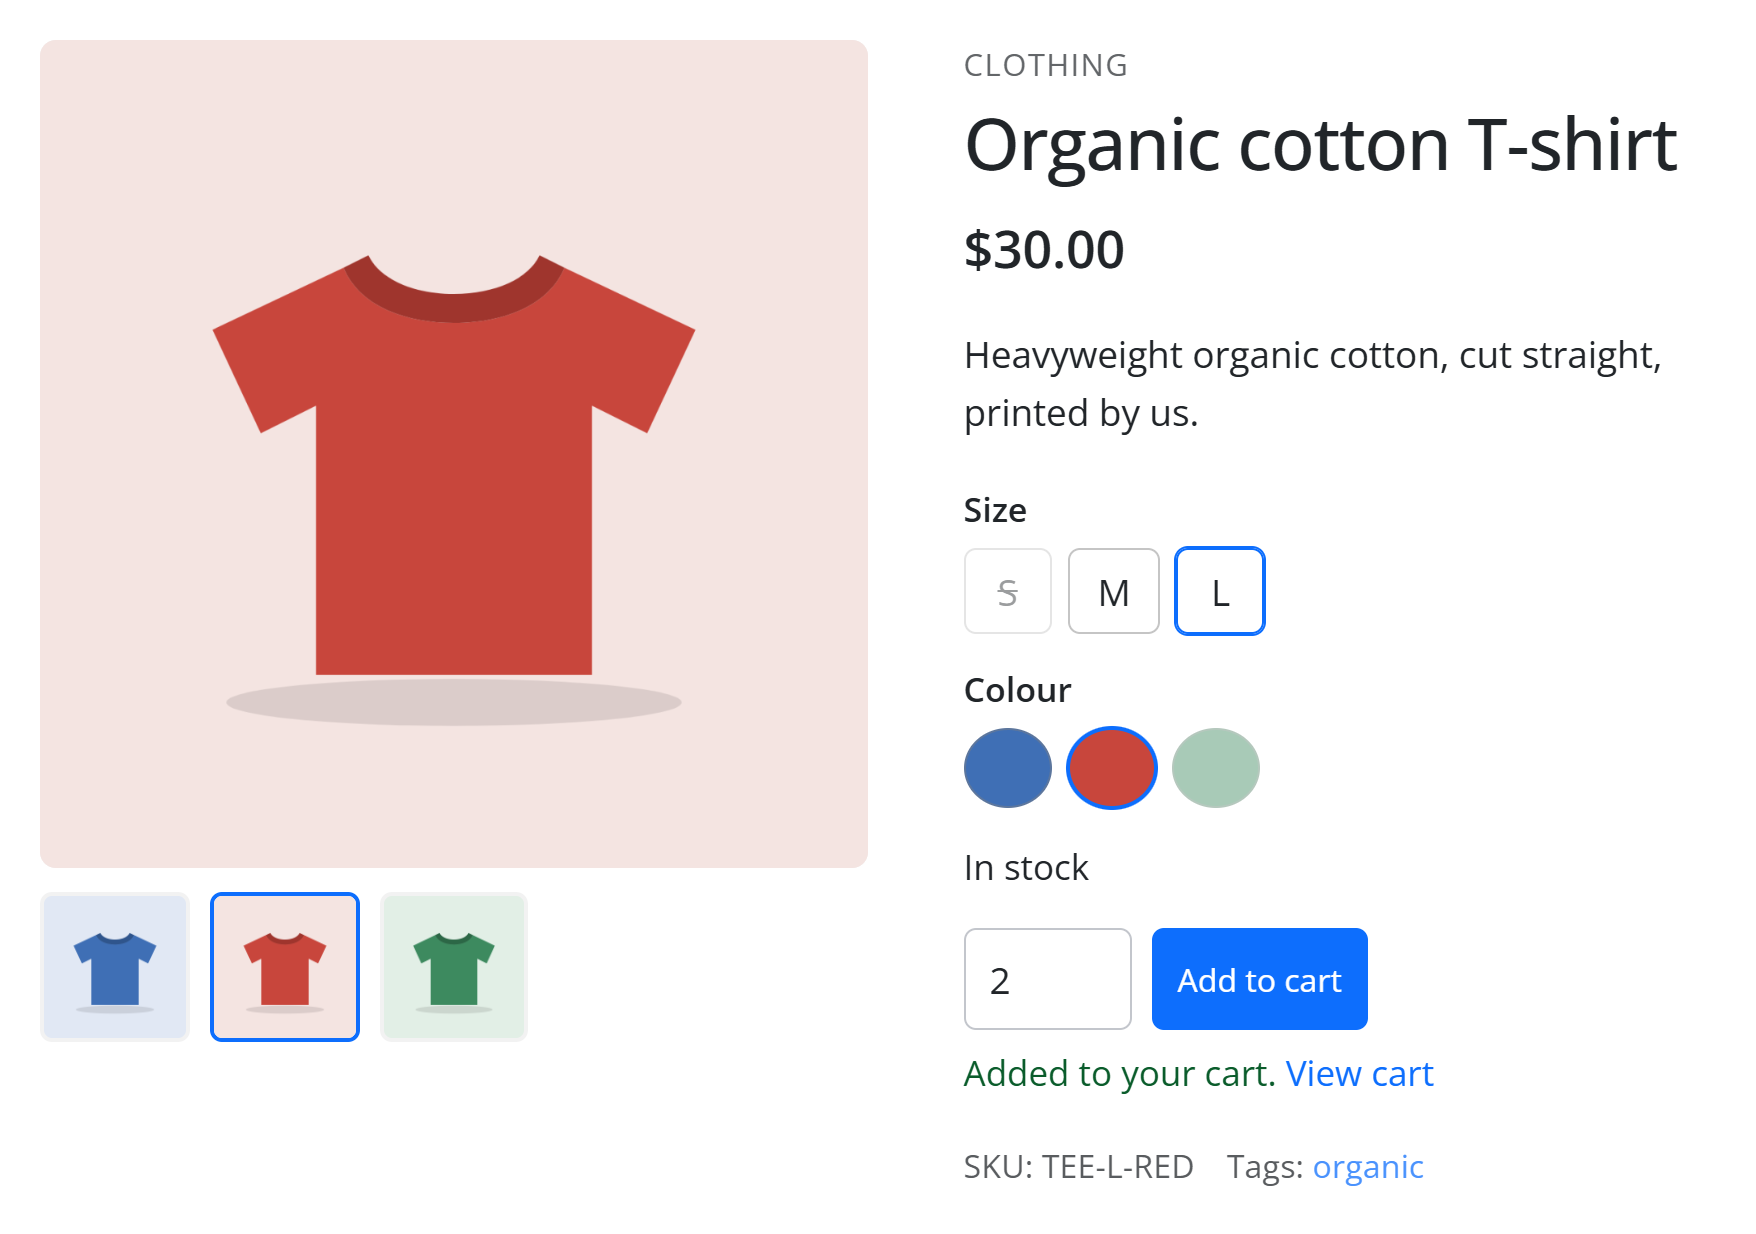 CLOTHING
Organic cotton T-shirt
$30.00
Heavyweight organic cotton, cut straight,
printed by us.
Size
S M L
Colour
In stock
2 Add to cart
Added to your cart. View cart
SKU: TEE-L-RED Tags: organic